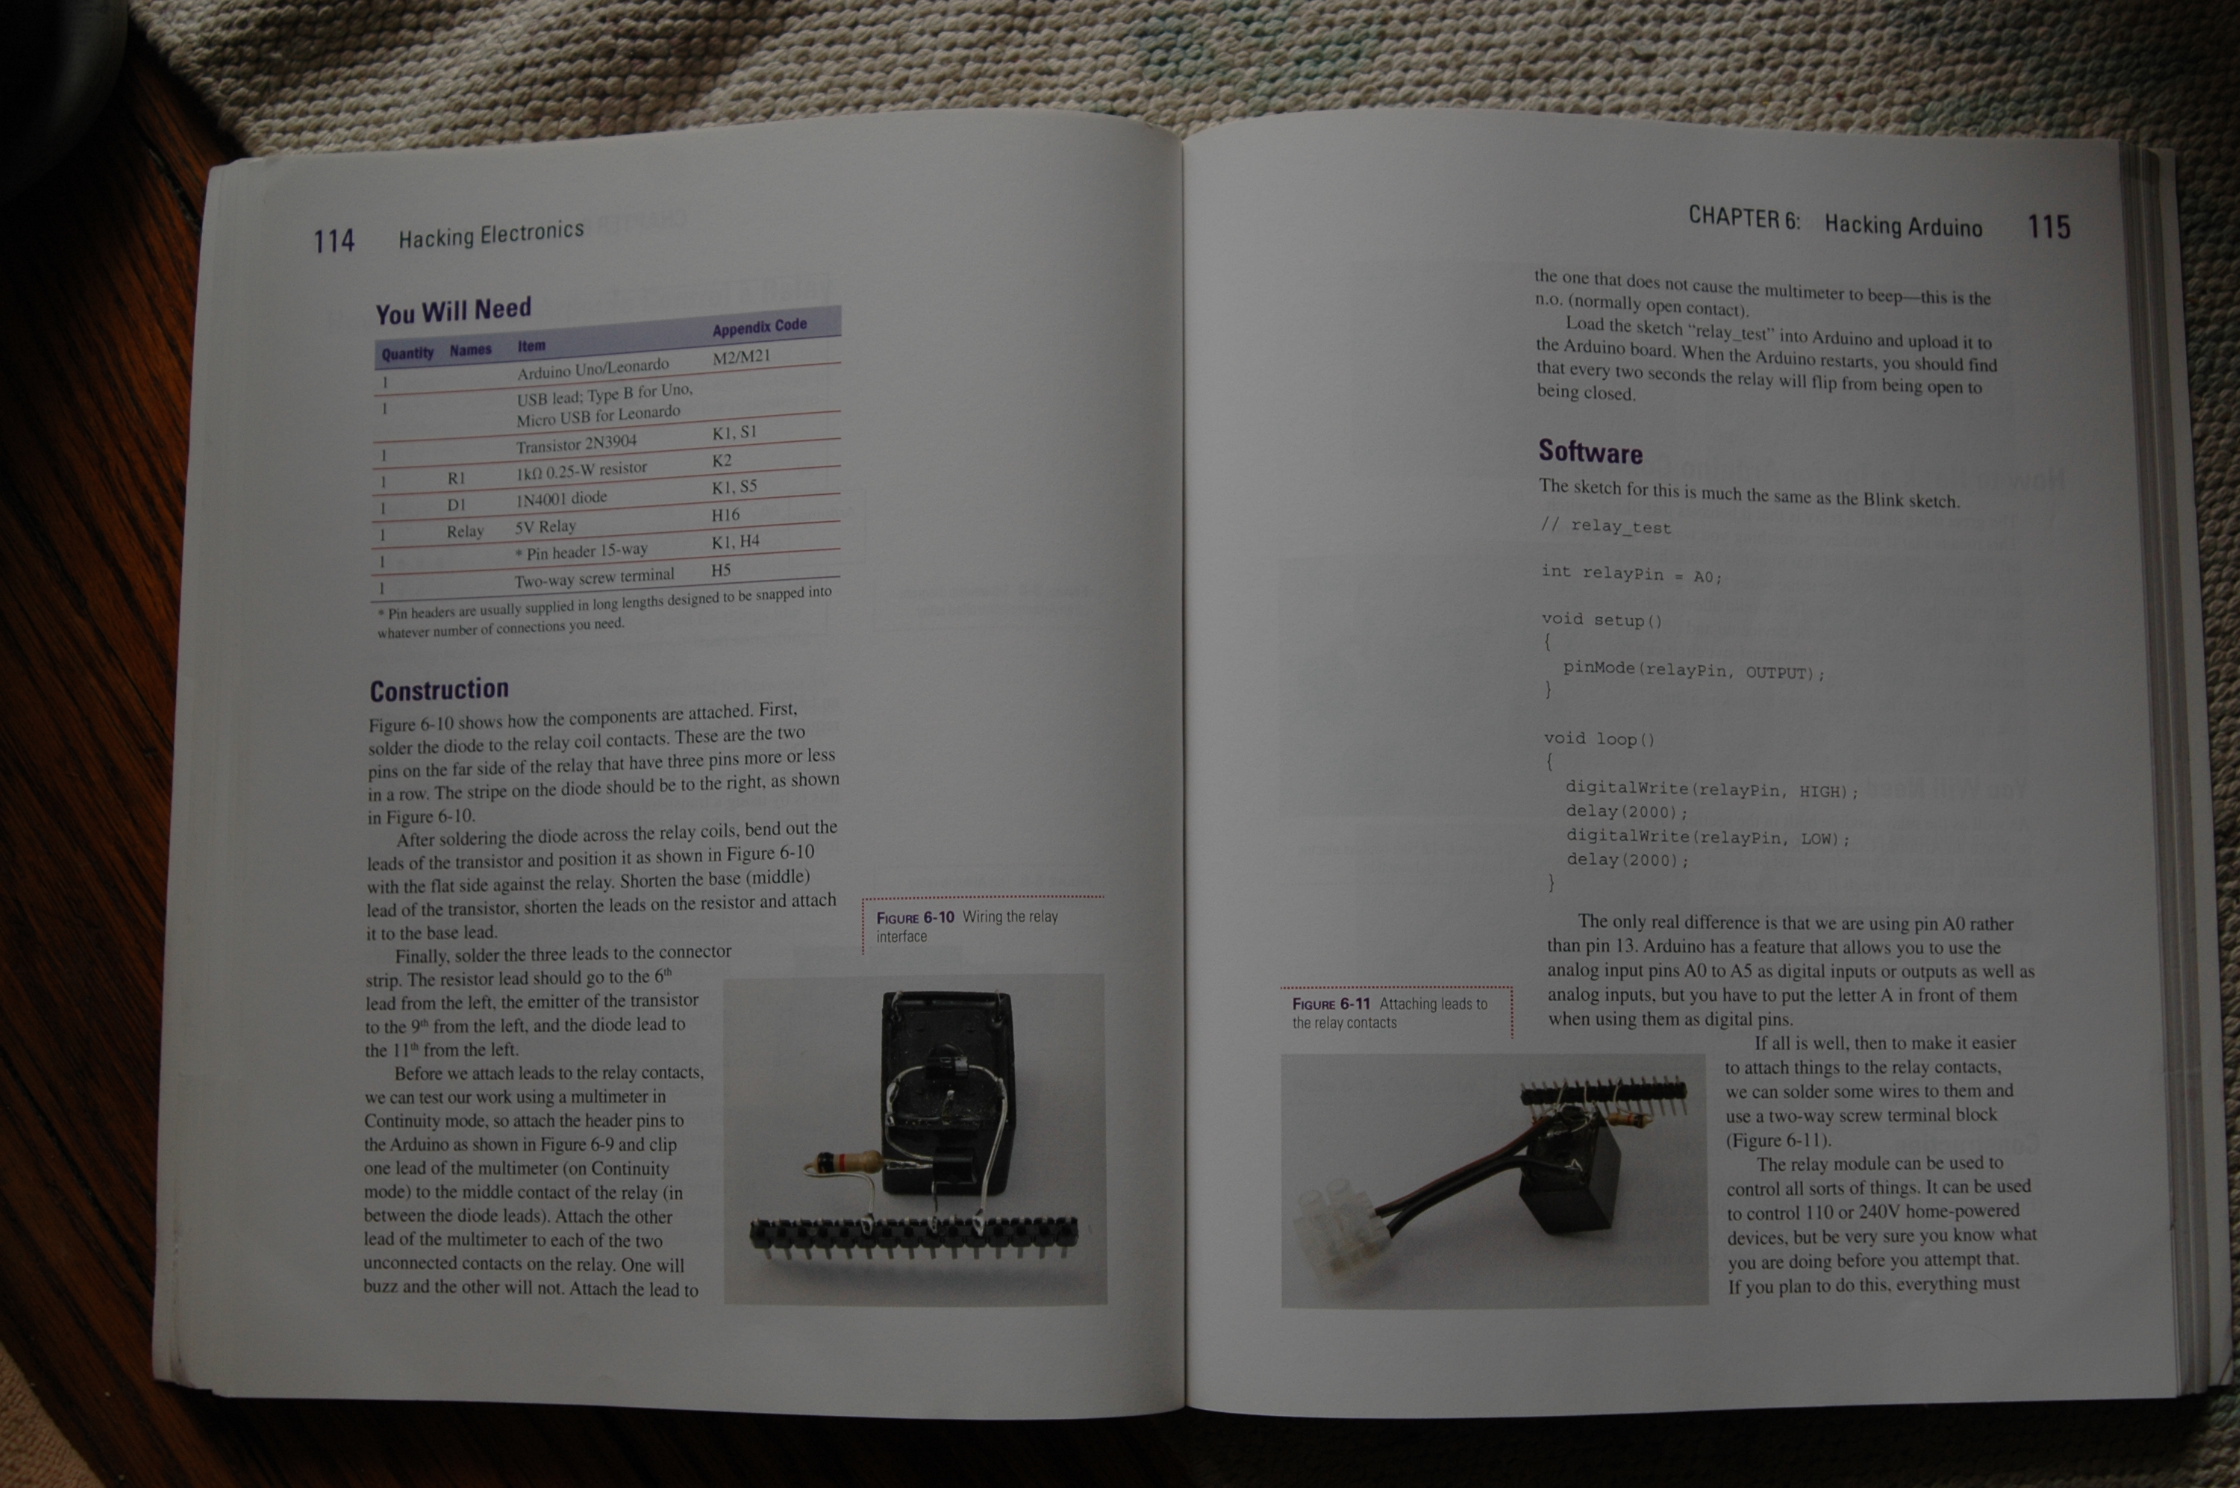 114 Hacking Electronics
You Will Need
Quantity Names Item Appendix Code
1 Arduino Uno/Leonardo M2/M21
1 USB lead; Type B for Uno,
Micro USB for Leonardo
1 Transistor 2N3904 K1, S1
1 R1 1kΩ 0.25-W resistor K2
1 D1 1N4001 diode K1, S5
1 Relay 5V Relay H16
1 * Pin header 15-way K1, H4
1 Two-way screw terminal H5
* Pin headers are usually supplied in long lengths designed to be snapped into
whatever number of connections you need.
Construction
Figure 6-10 shows how the components are attached. First,
solder the diode to the relay coil contacts. These are the two
pins on the far side of the relay that have three pins more or less
in a row. The stripe on the diode should be to the right, as shown
in Figure 6-10.
After soldering the diode across the relay coils, bend out the
leads of the transistor and position it as shown in Figure 6-10
with the flat side against the relay. Shorten the base (middle)
lead of the transistor, shorten the leads on the resistor and attach
it to the base lead.
Finally, solder the three leads to the connector
strip. The resistor lead should go to the 6th
lead from the left, the emitter of the transistor
to the 9th from the left, and the diode lead to
the 11th from the left.
Before we attach leads to the relay contacts,
we can test our work using a multimeter in
Continuity mode, so attach the header pins to
the Arduino as shown in Figure 6-9 and clip
one lead of the multimeter (on Continuity
mode) to the middle contact of the relay (in
between the diode leads). Attach the other
lead of the multimeter to each of the two
unconnected contacts on the relay. One will
buzz and the other will not. Attach the lead to
FIGURE 6-10 Wiring the relay
interface
CHAPTER 6: Hacking Arduino 115
the one that does not cause the multimeter to beep—this is the
n.o. (normally open contact).
Load the sketch “relay_test” into Arduino and upload it to
the Arduino board. When the Arduino restarts, you should find
that every two seconds the relay will flip from being open to
being closed.
Software
The sketch for this is much the same as the Blink sketch.
// relay_test
int relayPin = A0;
void setup()
{
pinMode(relayPin, OUTPUT);
}
void loop()
{
digitalWrite(relayPin, HIGH);
delay(2000);
digitalWrite(relayPin, LOW);
delay(2000);
}
The only real difference is that we are using pin A0 rather
than pin 13. Arduino has a feature that allows you to use the
analog input pins A0 to A5 as digital inputs or outputs as well as
analog inputs, but you have to put the letter A in front of them
when using them as digital pins.
FIGURE 6-11 Attaching leads to
the relay contacts
If all is well, then to make it easier
to attach things to the relay contacts,
we can solder some wires to them and
use a two-way screw terminal block
(Figure 6-11).
The relay module can be used to
control all sorts of things. It can be used
to control 110 or 240V home-powered
devices, but be very sure you know what
you are doing before you attempt that.
If you plan to do this, everything must